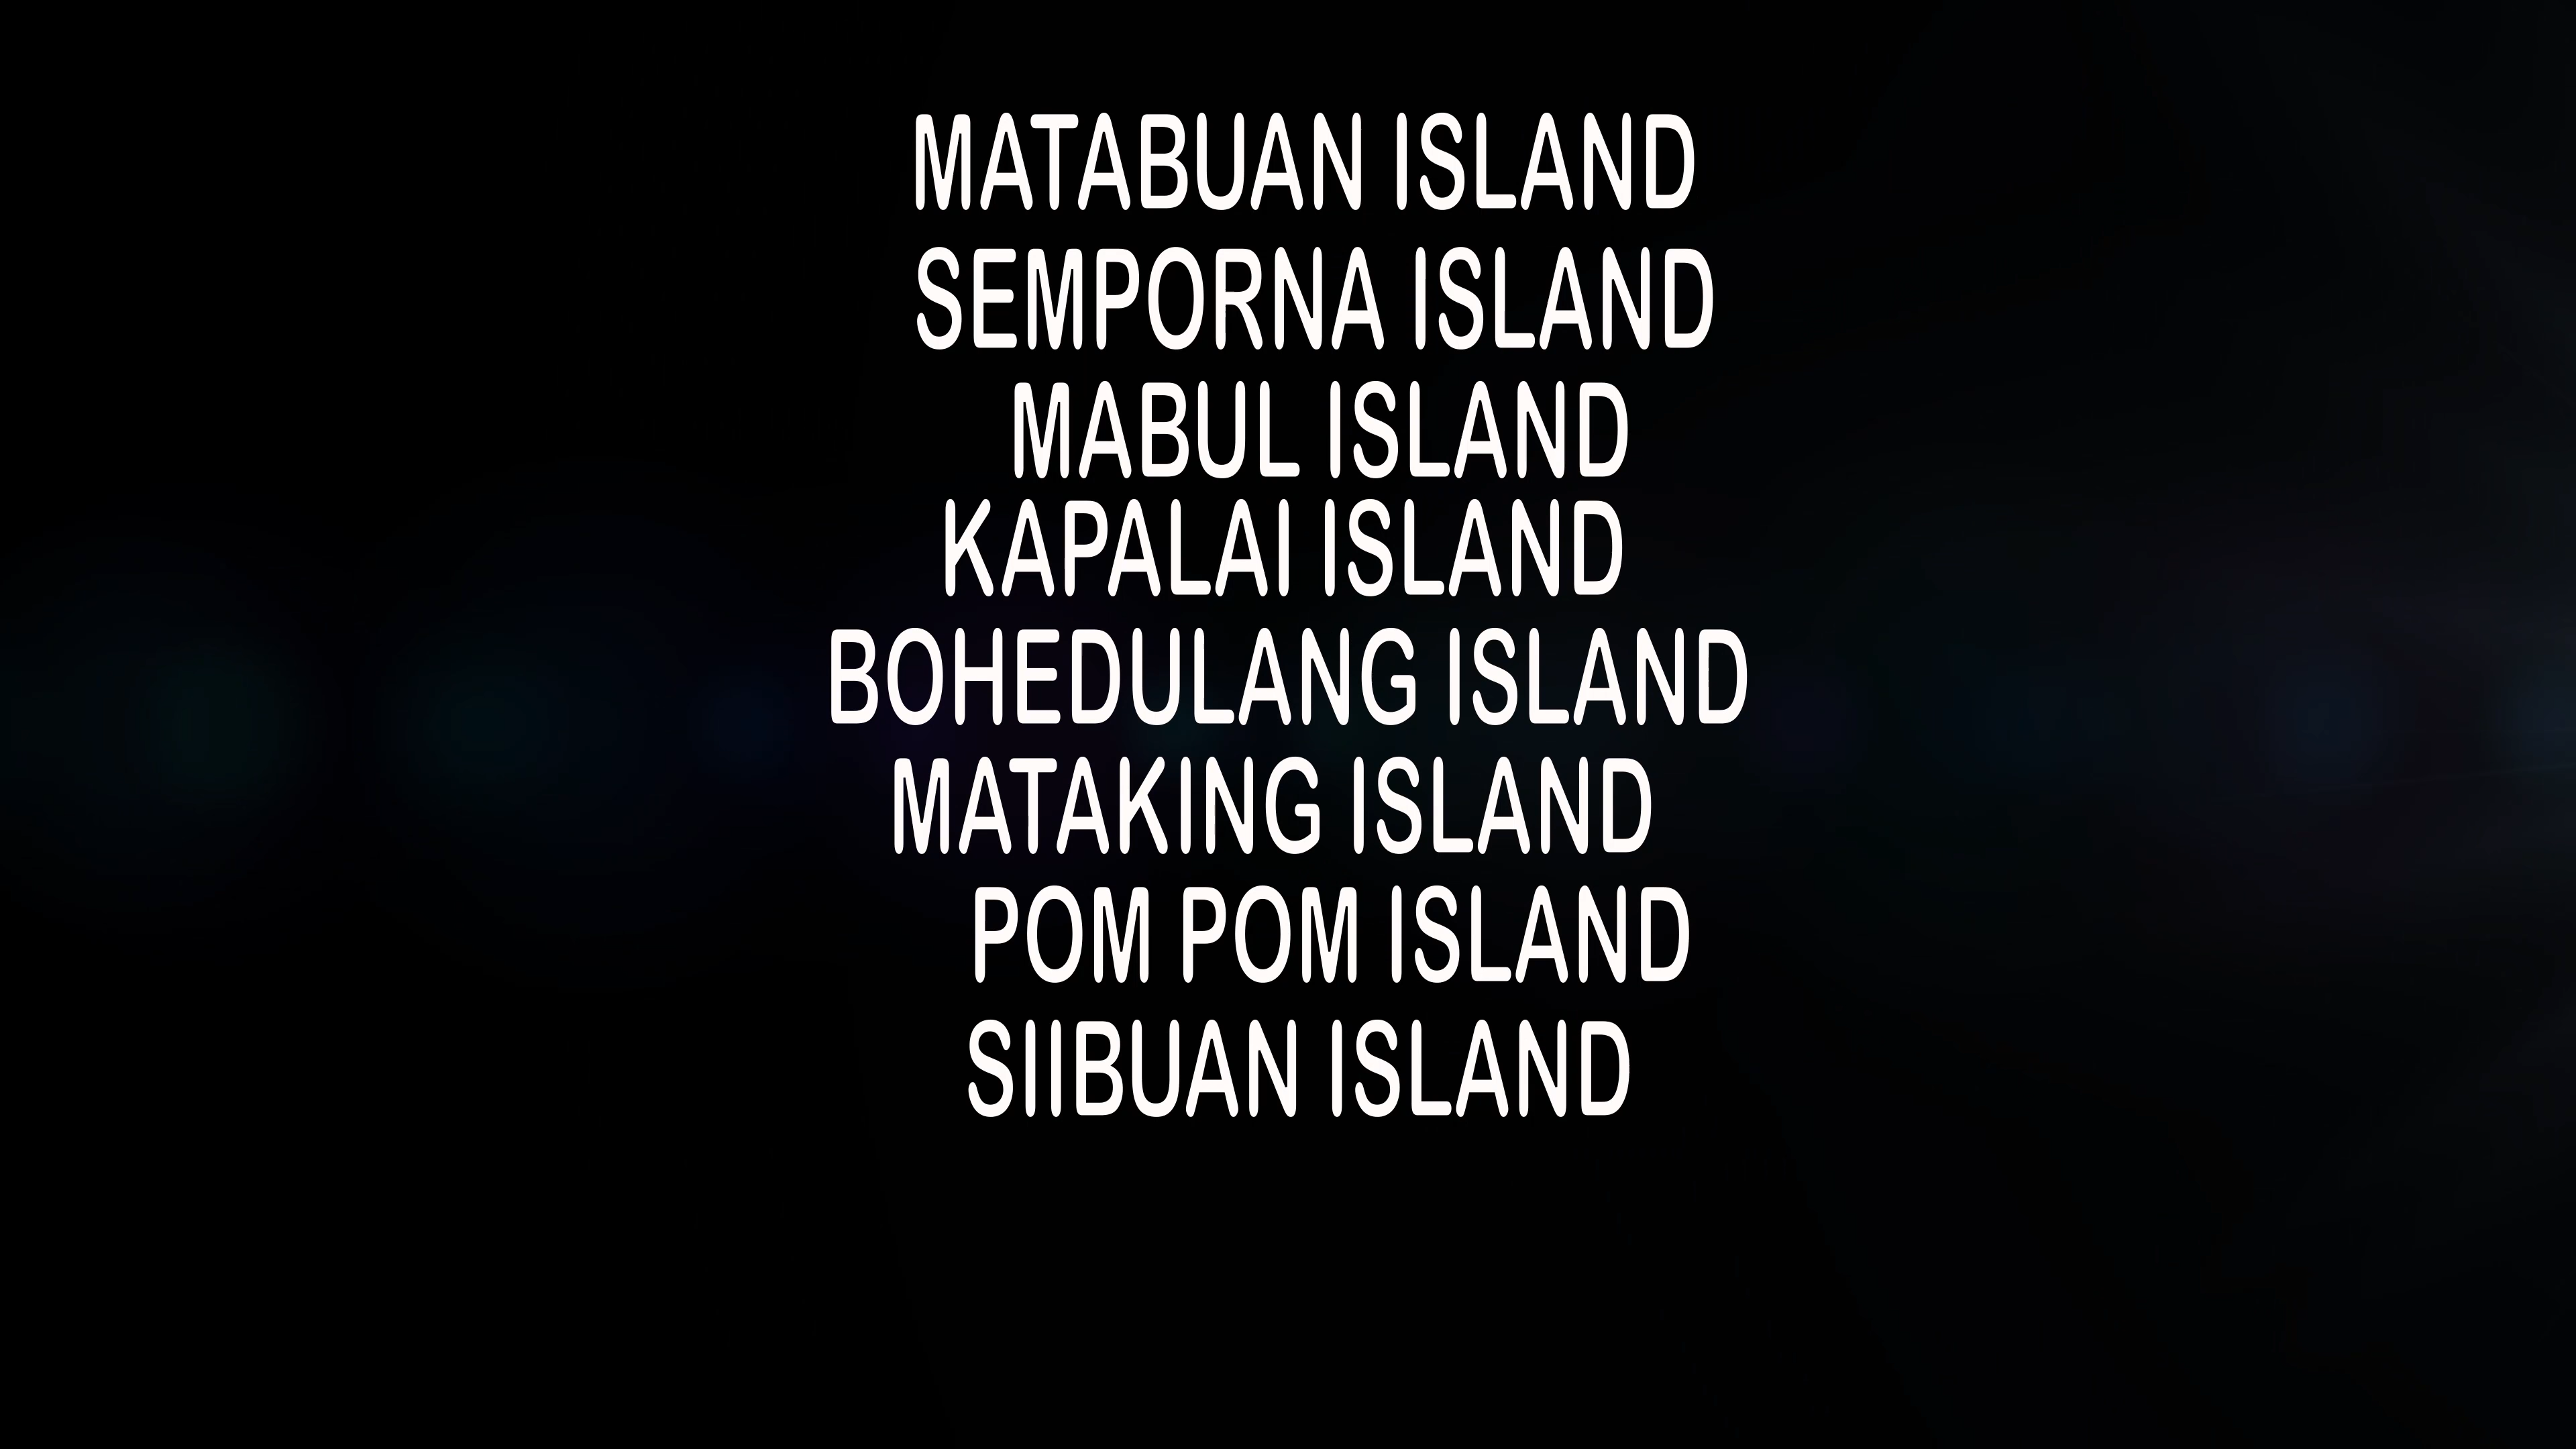 MATABUAN ISLAND
SEMPORNA ISLAND
MABUL ISLAND
KAPALAI ISLAND
BOHEDULANG ISLAND
MATAKING ISLAND
POM POM ISLAND
SIIBUAN ISLAND